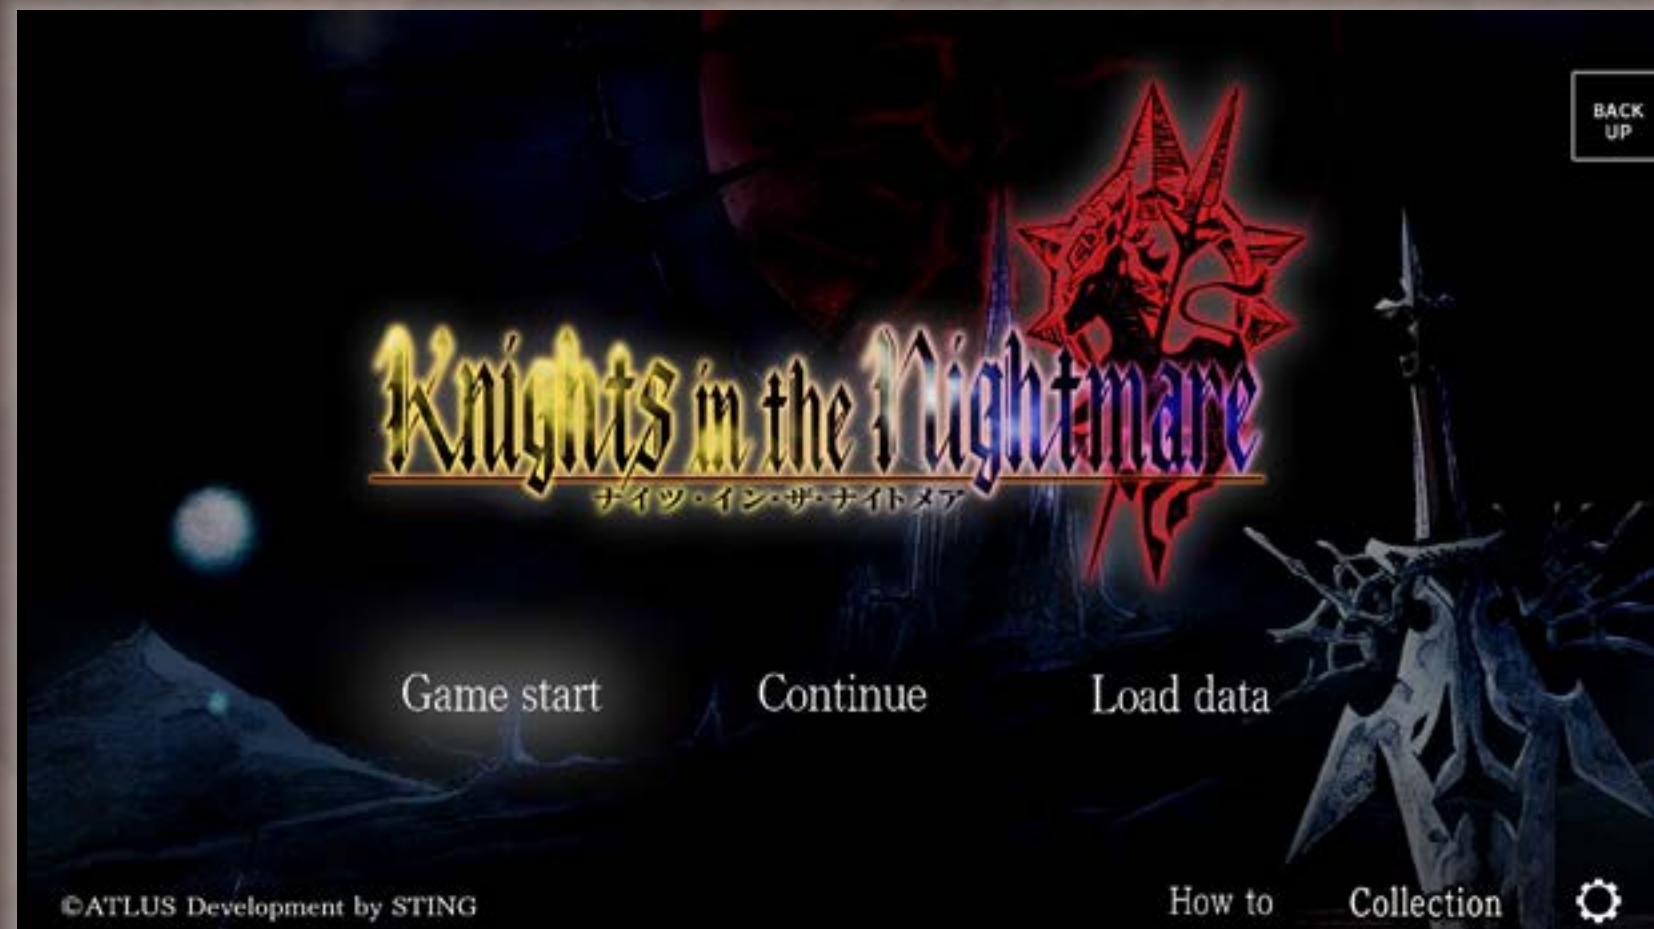 BACK
UP
Knights in the Nightmare
ナイツ・イン・ザ・ナイトメア
Game start Continue Load data
©ATLUS Development by STING How to Collection